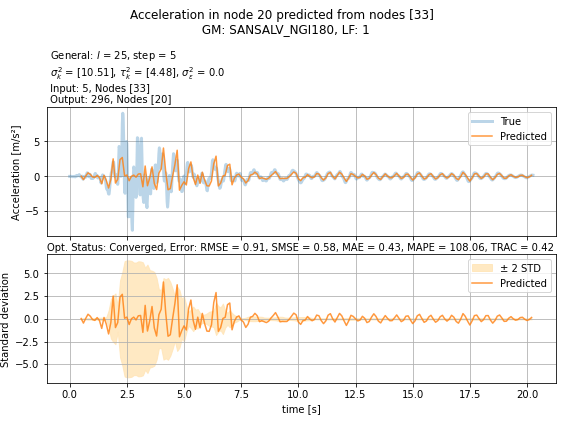 Acceleration in node 20 predicted from nodes [33]
GM: SANSALV_NGI180, LF: 1
General: l = 25, step = 5
σ_k^2 = [10.51], τ_k^2 = [4.48], σ_ε^2 = 0.0
Input: 5, Nodes [33]
Output: 296, Nodes [20]
Acceleration [m/s²]
5
0
−5
True
Predicted
Opt. Status: Converged, Error: RMSE = 0.91, SMSE = 0.58, MAE = 0.43, MAPE = 108.06, TRAC = 0.42
Standard deviation
5.0
2.5
0.0
−2.5
−5.0
± 2 STD
Predicted
0.0 2.5 5.0 7.5 10.0 12.5 15.0 17.5 20.0
time [s]